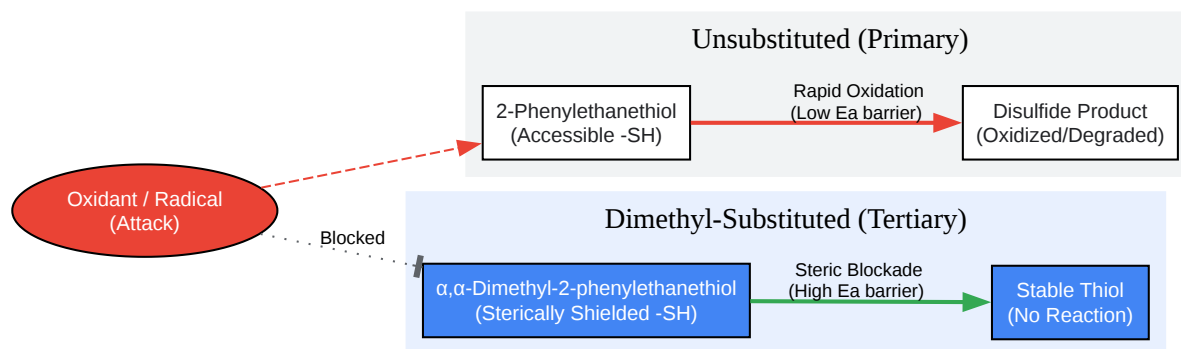 Unsubstituted (Primary)
2-Phenylethanethiol
(Accessible -SH)
Rapid Oxidation
(Low Ea barrier)
Disulfide Product
(Oxidized/Degraded)
Oxidant / Radical
(Attack)
Blocked
Dimethyl-Substituted (Tertiary)
α,α-Dimethyl-2-phenylethanethiol
(Sterically Shielded -SH)
Steric Blockade
(High Ea barrier)
Stable Thiol
(No Reaction)